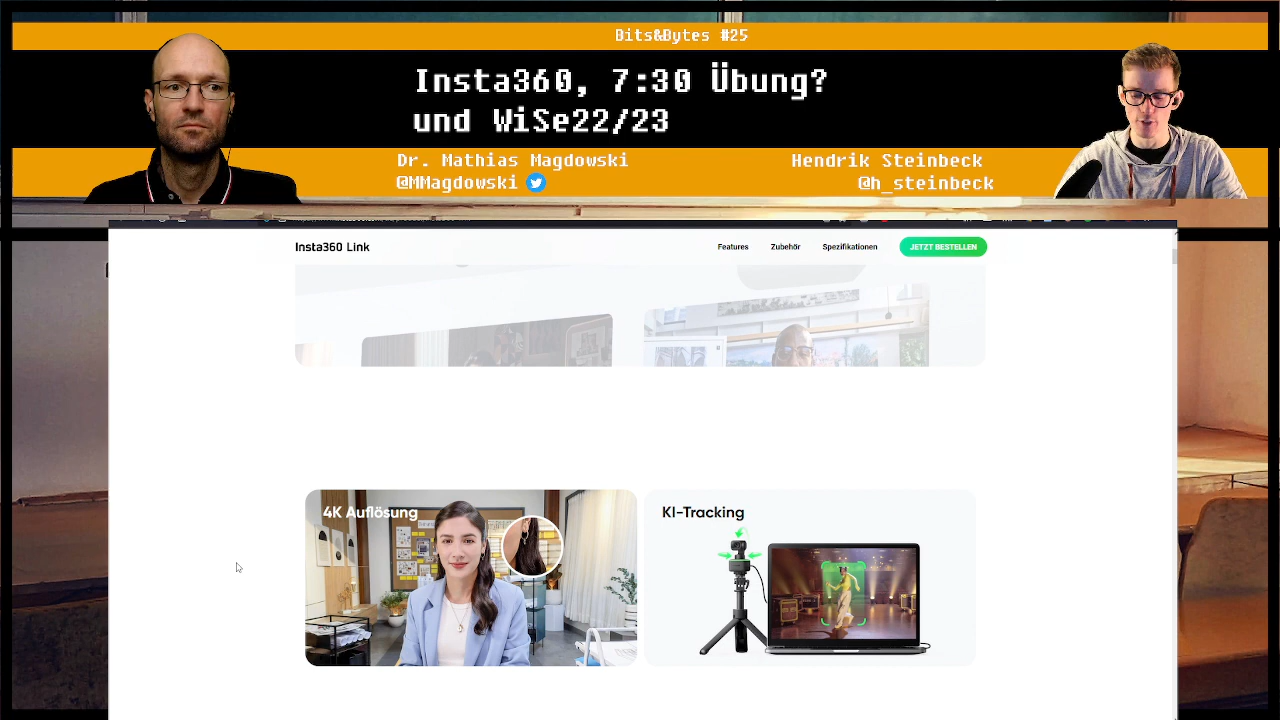 Bits&Bytes #25
Insta360, 7:30 Übung?
und WiSe22/23
Dr. Mathias Magdowski
@MMagdowski
Hendrik Steinbeck
@h_steinbeck
Insta360 Link
Features
Zubehör
Spezifikationen
JETZT BESTELLEN
4K Auflösung
KI-Tracking